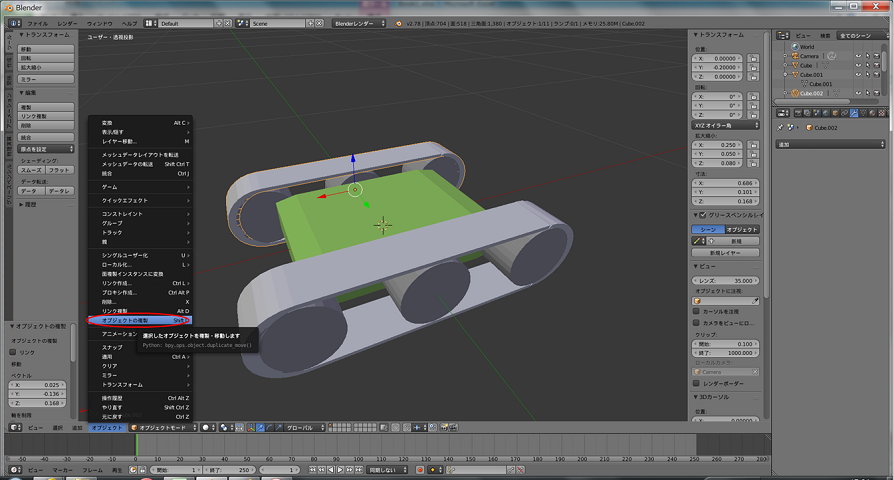 Blender
ファイル レンダー ウィンドウ ヘルプ Default Scene Blenderレンダー v2.78 | 頂点:704 | 面:518 | 三角面:1,380 | オブジェクト:1/11 | ランプ:0/1 | メモリ:25.80M | Cube.002
トランスフォーム
移動
回転
拡大縮小
ミラー
編集
複製
リンク複製
削除
統合
原点を設定
シェーディング:
スムーズ フラット
データ転送:
データ データレ
履歴
オブジェクトの複製
オブジェクトの複製
リンク
移動
ベクトル
X: 0.025
Y: -0.136
Z: 0.168
軸を制限
ユーザー・透視投影
変換 Alt C
表示/隠す
レイヤー移動... M
メッシュデータレイアウトを転送
メッシュデータの転送 Shift Ctrl T
統合 Ctrl J
ゲーム
クイックエフェクト
コンストレイント
グループ
トラック
親
シングルユーザー化 U
ローカル化... L
面複製インスタンスに変換
リンク作成... Ctrl L
プロキシ作成... Ctrl Alt P
削除... X
リンク複製 Alt D
オブジェクトの複製 Shift
アニメーション
スナップ
適用 Ctrl A
クリア
ミラー
トランスフォーム
操作履歴 Ctrl Alt Z
やり直す Shift Ctrl Z
元に戻す Ctrl Z
選択したオブジェクトを複製・移動します
Python: bpy.ops.object.duplicate_move()
ビュー 選択 追加 オブジェクト オブジェクトモード グローバル
トランスフォーム
位置:
X: 0.00000
Y: -0.20000
Z: 0.00000
回転:
X: 0°
Y: 0°
Z: 0°
XYZ オイラー角
拡大縮小:
X: 0.250
Y: 0.050
Z: 0.080
寸法:
X: 0.686
Y: 0.101
Z: 0.168
グリースペンシルレイ
シーン オブジェクト
新規
新規レイヤー
ビュー
レンズ: 35.000
オブジェクトに注視:
カーソルを注視
カメラをビューにロ...
クリップ:
開始: 0.100
終了: 1000.000
ローカルカメラ
Camera
レンダーボーダー
3Dカーソル
X: 0.00000
ビュー 検索 全てのシーン
World
Camera
Cube
Cube.001
Cube.001
Cube.002
Cube.002
追加
-50 -40 -30 -20 -10 0 10 20 30 40 50 60 70 80 90 100 110 120 130 140 150 160 170 180 190 200 210 220 230 240 250 260 270 280
ビュー マーカー フレーム 再生 開始: 1 終了: 250 1 同期しない